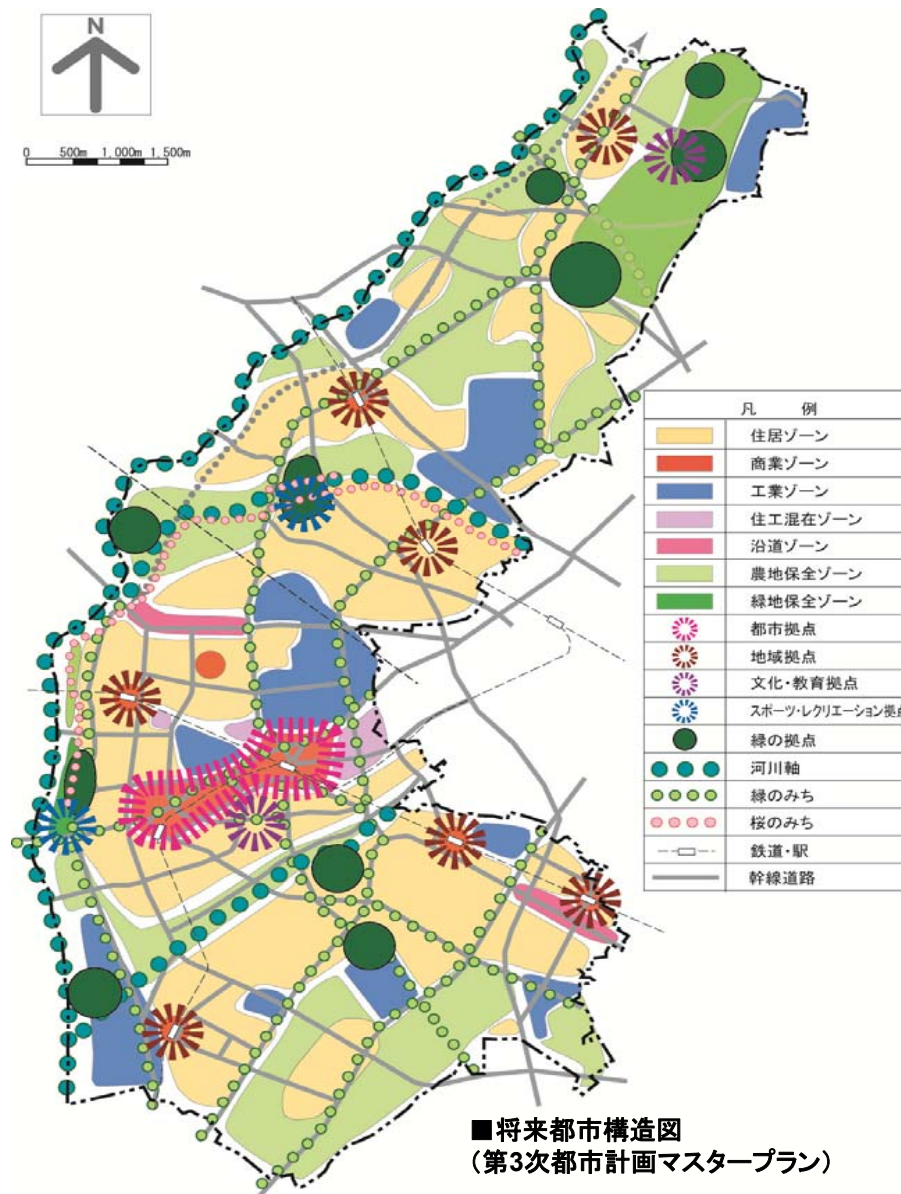 N
0 500m 1,000m 1,500m
凡 例
住居ゾーン
商業ゾーン
工業ゾーン
住工混在ゾーン
沿道ゾーン
農地保全ゾーン
緑地保全ゾーン
都市拠点
地域拠点
文化・教育拠点
スポーツ・レクリエーション拠点
緑の拠点
河川軸
緑のみち
桜のみち
鉄道・駅
幹線道路
■将来都市構造図
（第3次都市計画マスタープラン）